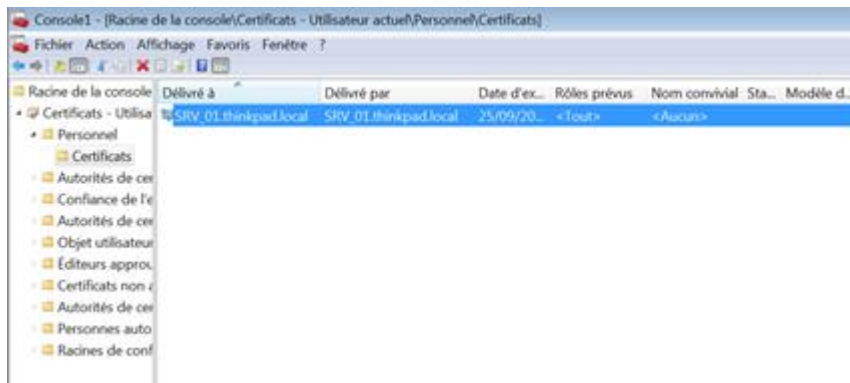 Console1 - [Racine de la console\Certificats - Utilisateur actuel\Personnel\Certificats]
Fichier Action Affichage Favoris Fenêtre ?
Racine de la console Délivré à Délivré par Date d'ex... Rôles prévus Nom convivial Sta... Modèle d...
Certificats - Utilisa SRV_01.thinkpad.local SRV_01.thinkpad.local 25/09/20... <Tout> <Aucun>
Personnel
Certificats
Autorités de cer
Confiance de l'e
Autorités de cer
Objet utilisateur
Éditeurs approu
Certificats non a
Autorités de cer
Personnes auto
Racines de conf